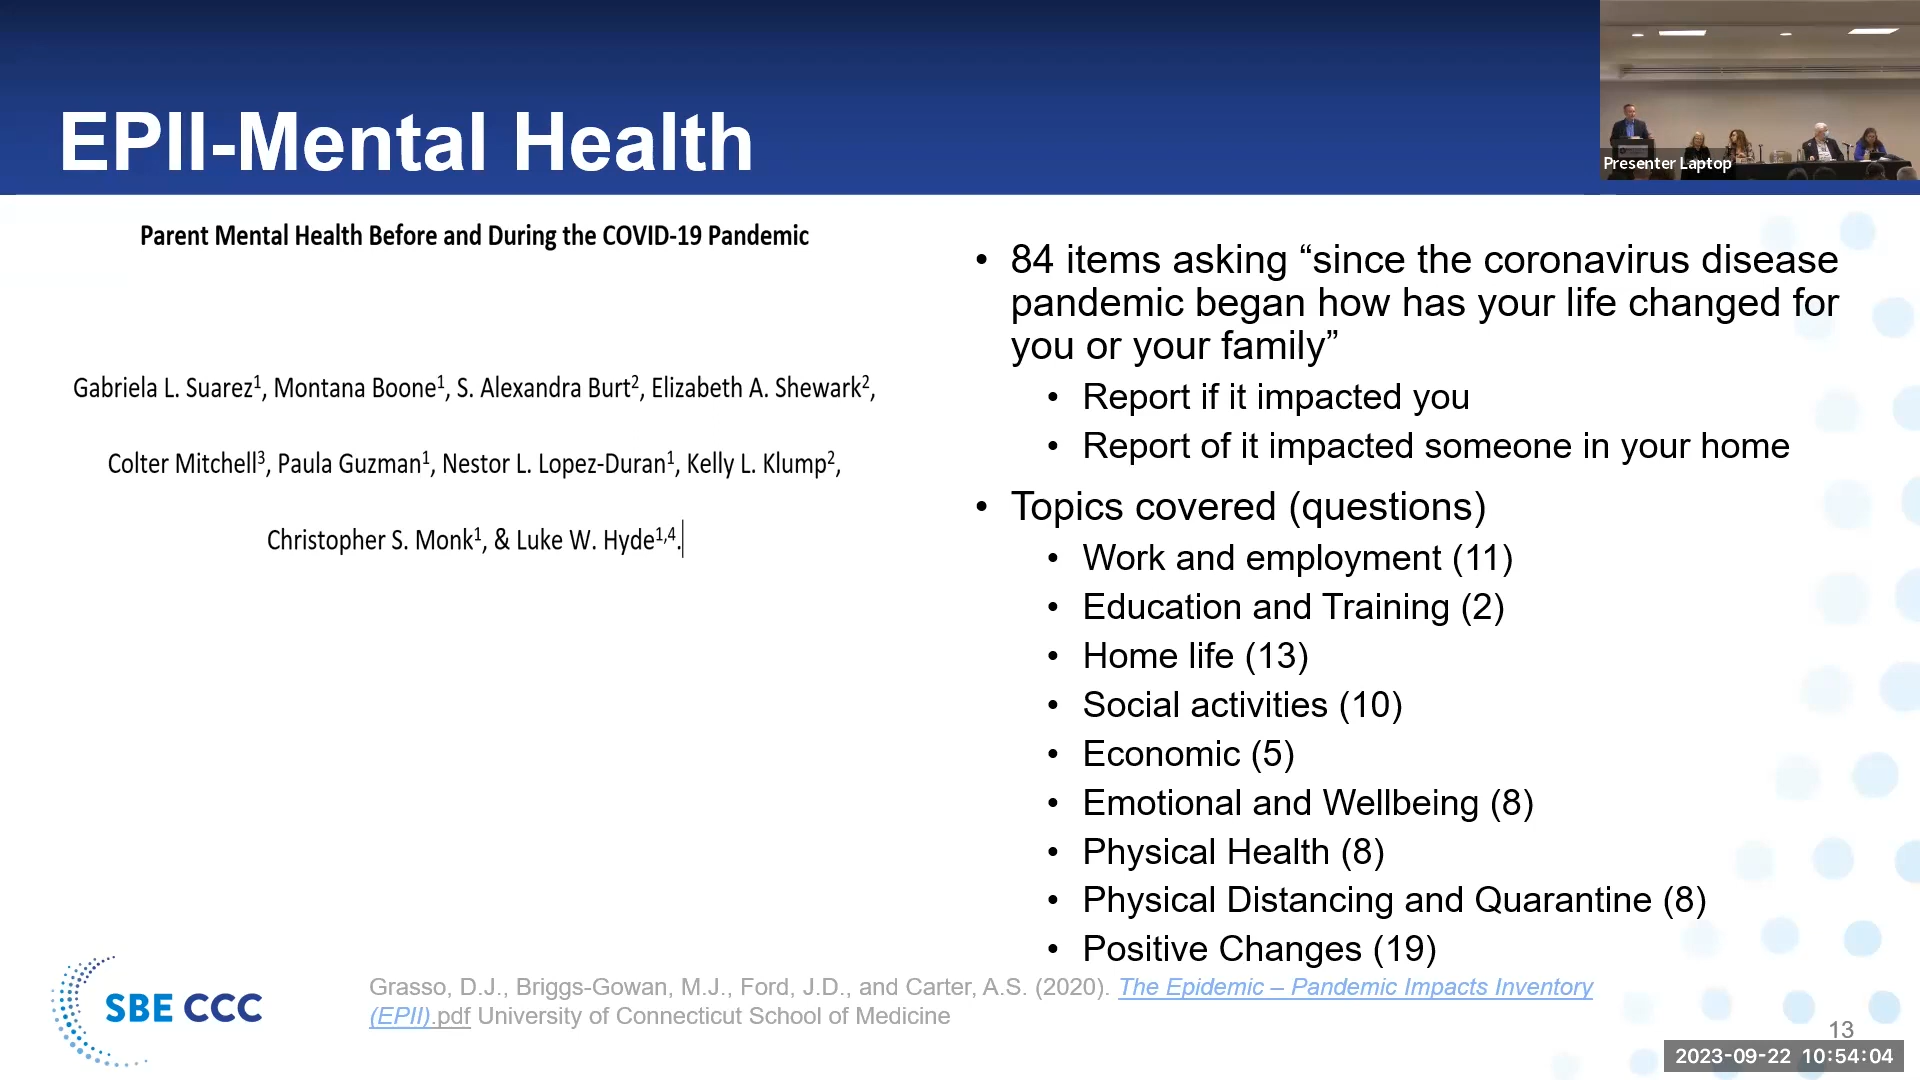 EPII-Mental Health
Presenter Laptop
Parent Mental Health Before and During the COVID-19 Pandemic
Gabriela L. Suarez1, Montana Boone1, S. Alexandra Burt2, Elizabeth A. Shewark2,
Colter Mitchell3, Paula Guzman1, Nestor L. Lopez-Duran1, Kelly L. Klump2,
Christopher S. Monk1, & Luke W. Hyde1,4.
• 84 items asking “since the coronavirus disease
pandemic began how has your life changed for
you or your family”
• Report if it impacted you
• Report of it impacted someone in your home
• Topics covered (questions)
• Work and employment (11)
• Education and Training (2)
• Home life (13)
• Social activities (10)
• Economic (5)
• Emotional and Wellbeing (8)
• Physical Health (8)
• Physical Distancing and Quarantine (8)
• Positive Changes (19)
SBE CCC
Grasso, D.J., Briggs-Gowan, M.J., Ford, J.D., and Carter, A.S. (2020). The Epidemic – Pandemic Impacts Inventory
(EPII).pdf University of Connecticut School of Medicine
13
2023-09-22 10:54:04